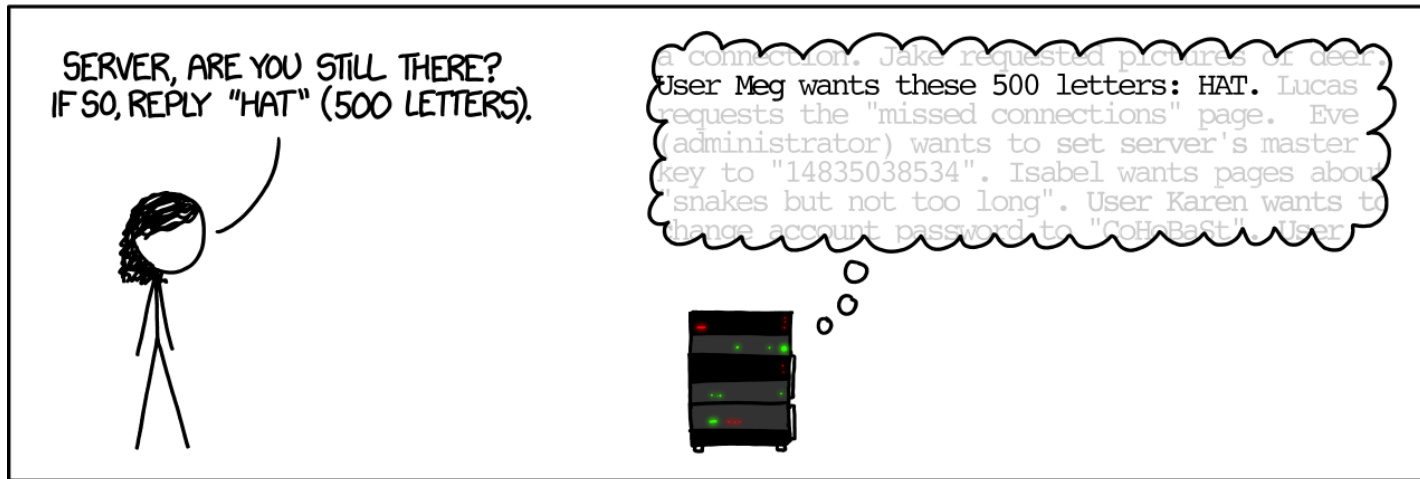 SERVER, ARE YOU STILL THERE?
IF SO, REPLY "HAT" (500 LETTERS).
a connection. Jake requested pictures of deer.
User Meg wants these 500 letters: HAT. Lucas
requests the "missed connections" page. Eve
(administrator) wants to set server's master
key to "14835038534". Isabel wants pages about
"snakes but not too long". User Karen wants to
change account password to "CoHoBaSt". User